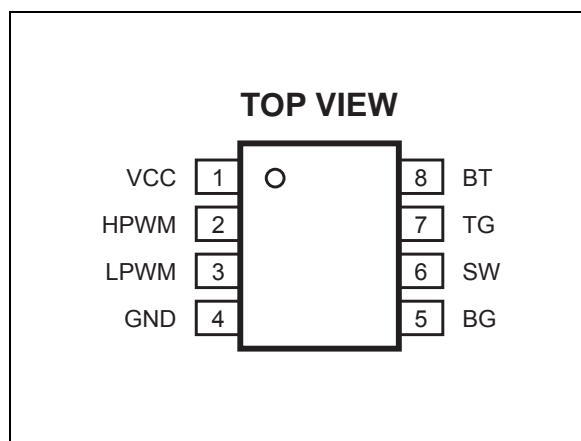 TOP VIEW
VCC 1 8 BT
HPWM 2 7 TG
LPWM 3 6 SW
GND 4 5 BG